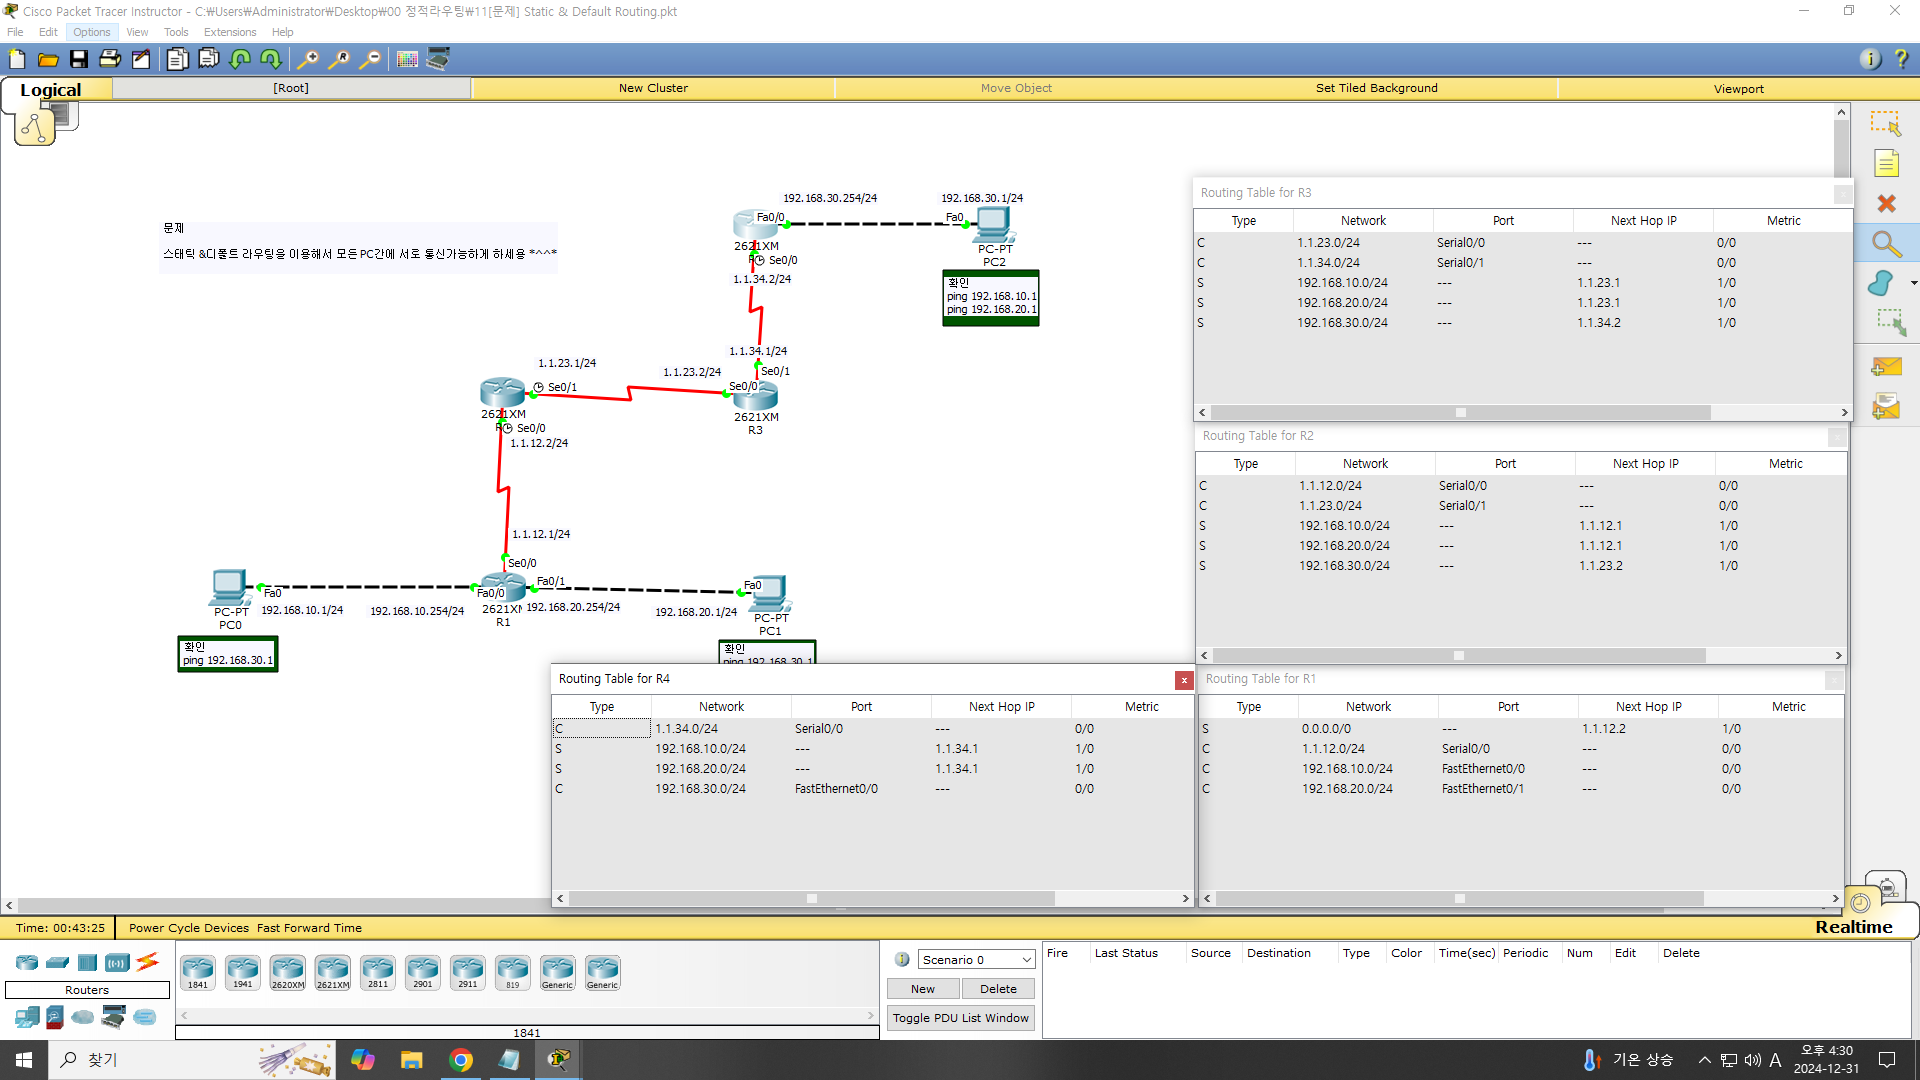 Cisco Packet Tracer Instructor - C:\Users\Administrator\Desktop\00 정적라우팅\11[문제] Static & Default Routing.pkt
File Edit Options View Tools Extensions Help
Logical [Root] New Cluster Move Object Set Tiled Background Viewport
문제
스태틱 &디폴트 라우팅을 이용해서 모든 PC간에 서로 통신가능하게 하세용 *^^*
192.168.30.254/24 192.168.30.1/24
Fa0/0 Fa0
2621XM
Se0/0
1.1.34.2/24
PC-PT
PC2
확인
ping 192.168.10.1
ping 192.168.20.1
1.1.34.1/24
Se0/1
1.1.23.1/24
1.1.23.2/24
Se0/1 Se0/0
2621XM
Se0/0
1.1.12.2/24
2621XM
R3
1.1.12.1/24
Se0/0
Fa0 Fa0/0 Fa0/1 Fa0
PC-PT
PC0
192.168.10.1/24 192.168.10.254/24
R1
192.168.20.254/24 192.168.20.1/24
PC-PT
PC1
확인
ping 192.168.30.1
확인
ping 192.168.30.1
Routing Table for R3
Type Network Port Next Hop IP Metric
C 1.1.23.0/24 Serial0/0 --- 0/0
C 1.1.34.0/24 Serial0/1 --- 0/0
S 192.168.10.0/24 --- 1.1.23.1 1/0
S 192.168.20.0/24 --- 1.1.23.1 1/0
S 192.168.30.0/24 --- 1.1.34.2 1/0
Routing Table for R2
Type Network Port Next Hop IP Metric
C 1.1.12.0/24 Serial0/0 --- 0/0
C 1.1.23.0/24 Serial0/1 --- 0/0
S 192.168.10.0/24 --- 1.1.12.1 1/0
S 192.168.20.0/24 --- 1.1.12.1 1/0
S 192.168.30.0/24 --- 1.1.23.2 1/0
Routing Table for R4
Type Network Port Next Hop IP Metric
C 1.1.34.0/24 Serial0/0 --- 0/0
S 192.168.10.0/24 --- 1.1.34.1 1/0
S 192.168.20.0/24 --- 1.1.34.1 1/0
C 192.168.30.0/24 FastEthernet0/0 --- 0/0
Routing Table for R1
Type Network Port Next Hop IP Metric
S 0.0.0.0/0 --- 1.1.12.2 1/0
C 1.1.12.0/24 Serial0/0 --- 0/0
C 192.168.10.0/24 FastEthernet0/0 --- 0/0
C 192.168.20.0/24 FastEthernet0/1 --- 0/0
Time: 00:43:25 Power Cycle Devices Fast Forward Time Realtime
Routers
1841 1941 2620XM 2621XM 2811 2901 2911 819 Generic Generic
1841
Scenario 0
New Delete
Toggle PDU List Window
Fire Last Status Source Destination Type Color Time(sec) Periodic Num Edit Delete
찾기
기온 상승 A 오후 4:30
2024-12-31